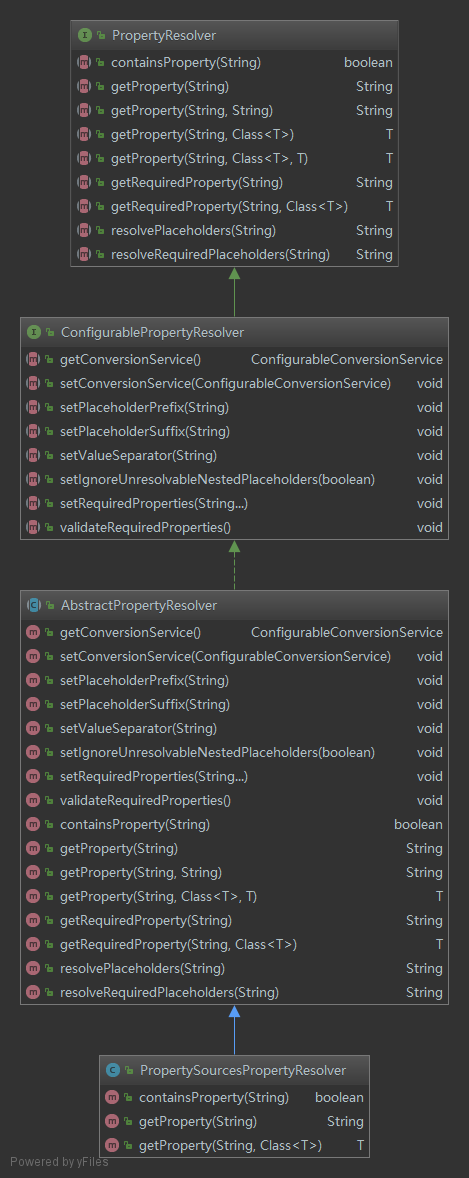 PropertyResolver
containsProperty(String) boolean
getProperty(String) String
getProperty(String, String) String
getProperty(String, Class<T>) T
getProperty(String, Class<T>, T) T
getRequiredProperty(String) String
getRequiredProperty(String, Class<T>) T
resolvePlaceholders(String) String
resolveRequiredPlaceholders(String) String
ConfigurablePropertyResolver
getConversionService() ConfigurableConversionService
setConversionService(ConfigurableConversionService) void
setPlaceholderPrefix(String) void
setPlaceholderSuffix(String) void
setValueSeparator(String) void
setIgnoreUnresolvableNestedPlaceholders(boolean) void
setRequiredProperties(String...) void
validateRequiredProperties() void
AbstractPropertyResolver
getConversionService() ConfigurableConversionService
setConversionService(ConfigurableConversionService) void
setPlaceholderPrefix(String) void
setPlaceholderSuffix(String) void
setValueSeparator(String) void
setIgnoreUnresolvableNestedPlaceholders(boolean) void
setRequiredProperties(String...) void
validateRequiredProperties() void
containsProperty(String) boolean
getProperty(String) String
getProperty(String, String) String
getProperty(String, Class<T>, T) T
getRequiredProperty(String) String
getRequiredProperty(String, Class<T>) T
resolvePlaceholders(String) String
resolveRequiredPlaceholders(String) String
PropertySourcesPropertyResolver
containsProperty(String) boolean
getProperty(String) String
getProperty(String, Class<T>) T
Powered by yFiles